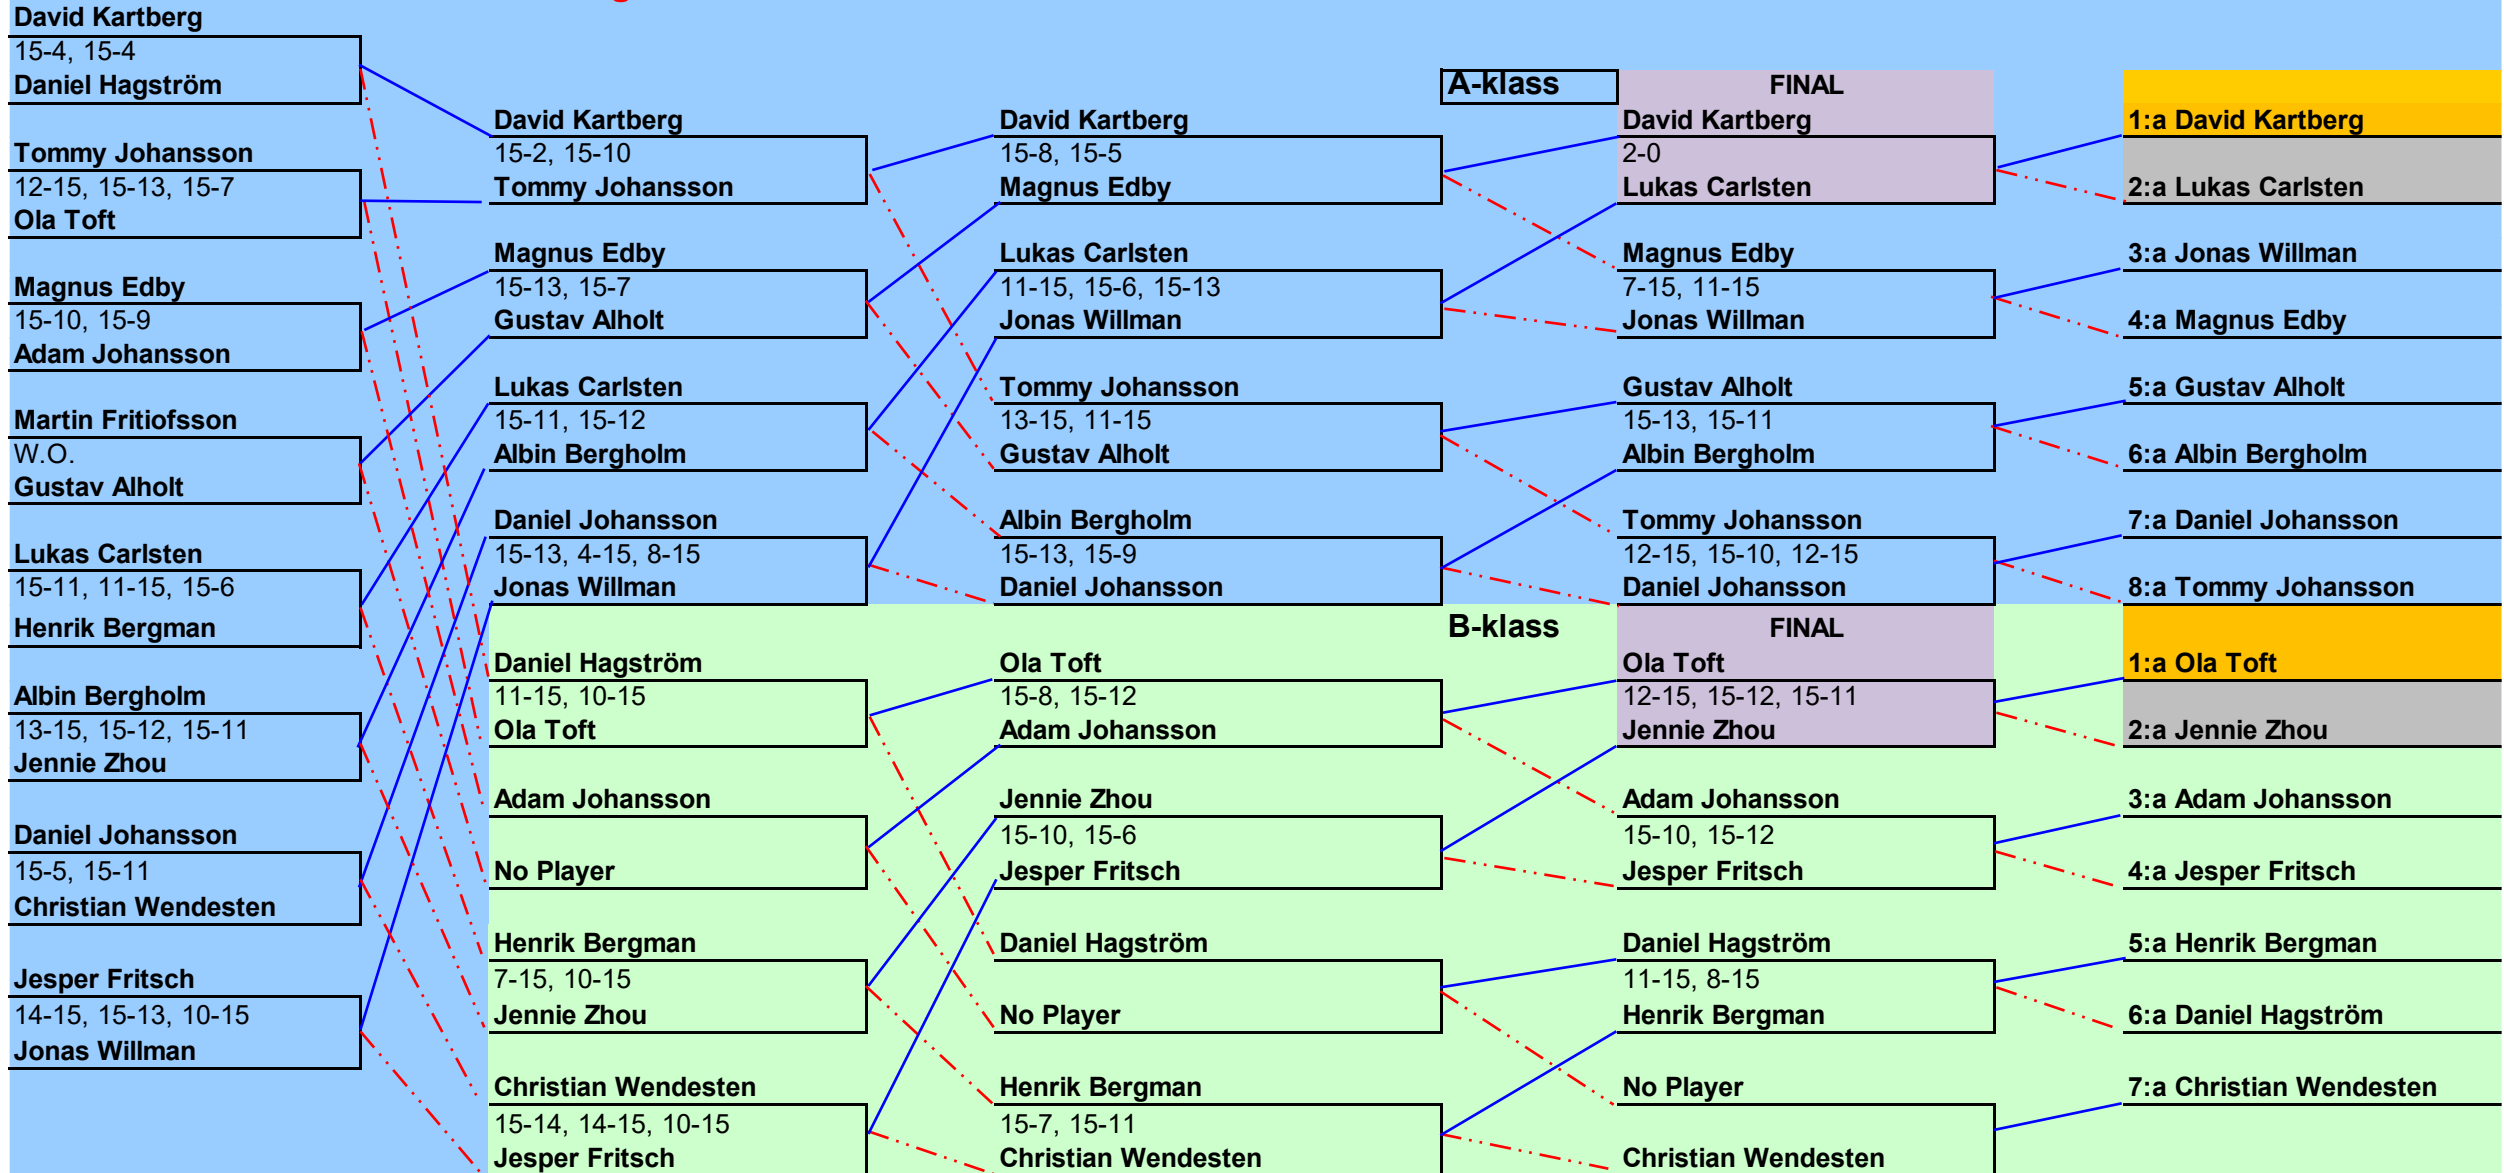 David Kartberg
15-4, 15-4
Daniel Hagström
Tommy Johansson
12-15, 15-13, 15-7
Ola Toft
Magnus Edby
15-10, 15-9
Adam Johansson
Martin Fritiofsson
W.O.
Gustav Alholt
Lukas Carlsten
15-11, 11-15, 15-6
Henrik Bergman
Albin Bergholm
13-15, 15-12, 15-11
Jennie Zhou
Daniel Johansson
15-5, 15-11
Christian Wendesten
Jesper Fritsch
14-15, 15-13, 10-15
Jonas Willman
David Kartberg
15-2, 15-10
Tommy Johansson
Magnus Edby
15-13, 15-7
Gustav Alholt
Lukas Carlsten
15-11, 15-12
Albin Bergholm
Daniel Johansson
15-13, 4-15, 8-15
Jonas Willman
Daniel Hagström
11-15, 10-15
Ola Toft
Adam Johansson
No Player
Henrik Bergman
7-15, 10-15
Jennie Zhou
Christian Wendesten
15-14, 14-15, 10-15
Jesper Fritsch
David Kartberg
15-8, 15-5
Magnus Edby
Lukas Carlsten
11-15, 15-6, 15-13
Jonas Willman
Tommy Johansson
13-15, 11-15
Gustav Alholt
Albin Bergholm
15-13, 15-9
Daniel Johansson
Ola Toft
15-8, 15-12
Adam Johansson
Jennie Zhou
15-10, 15-6
Jesper Fritsch
Daniel Hagström
No Player
Henrik Bergman
15-7, 15-11
Christian Wendesten
A-klass
FINAL
David Kartberg
2-0
Lukas Carlsten
Magnus Edby
7-15, 11-15
Jonas Willman
Gustav Alholt
15-13, 15-11
Albin Bergholm
Tommy Johansson
12-15, 15-10, 12-15
Daniel Johansson
B-klass
FINAL
Ola Toft
12-15, 15-12, 15-11
Jennie Zhou
Adam Johansson
15-10, 15-12
Jesper Fritsch
Daniel Hagström
11-15, 8-15
Henrik Bergman
No Player
Christian Wendesten
1:a David Kartberg
2:a Lukas Carlsten
3:a Jonas Willman
4:a Magnus Edby
5:a Gustav Alholt
6:a Albin Bergholm
7:a Daniel Johansson
8:a Tommy Johansson
1:a Ola Toft
2:a Jennie Zhou
3:a Adam Johansson
4:a Jesper Fritsch
5:a Henrik Bergman
6:a Daniel Hagström
7:a Christian Wendesten